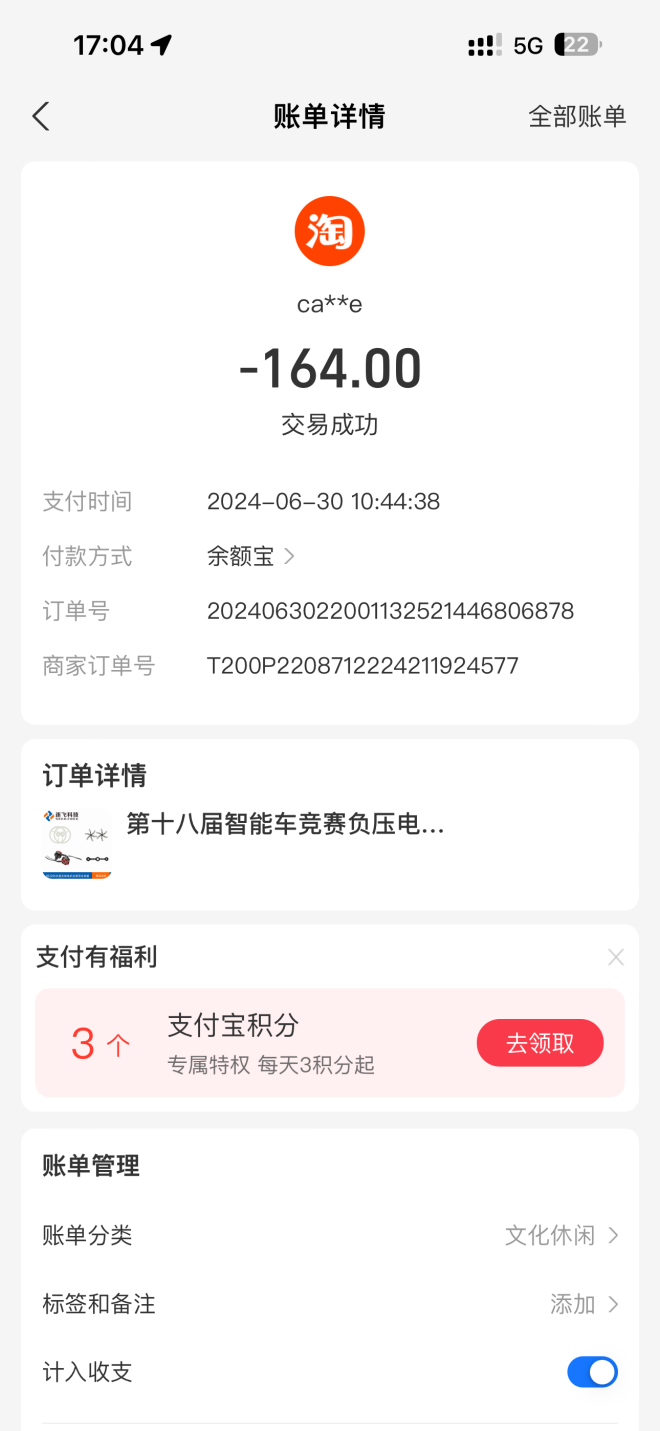 17:04
5G 22
账单详情 全部账单
淘
ca**e
-164.00
交易成功
支付时间 2024-06-30 10:44:38
付款方式 余额宝
订单号 2024063022001132521446806878
商家订单号 T200P2208712224211924577
订单详情
逐飞科技
第十八届智能车竞赛负压电...
支付有福利
3个
支付宝积分
专属特权 每天3积分起
去领取
账单管理
账单分类 文化休闲
标签和备注 添加
计入收支